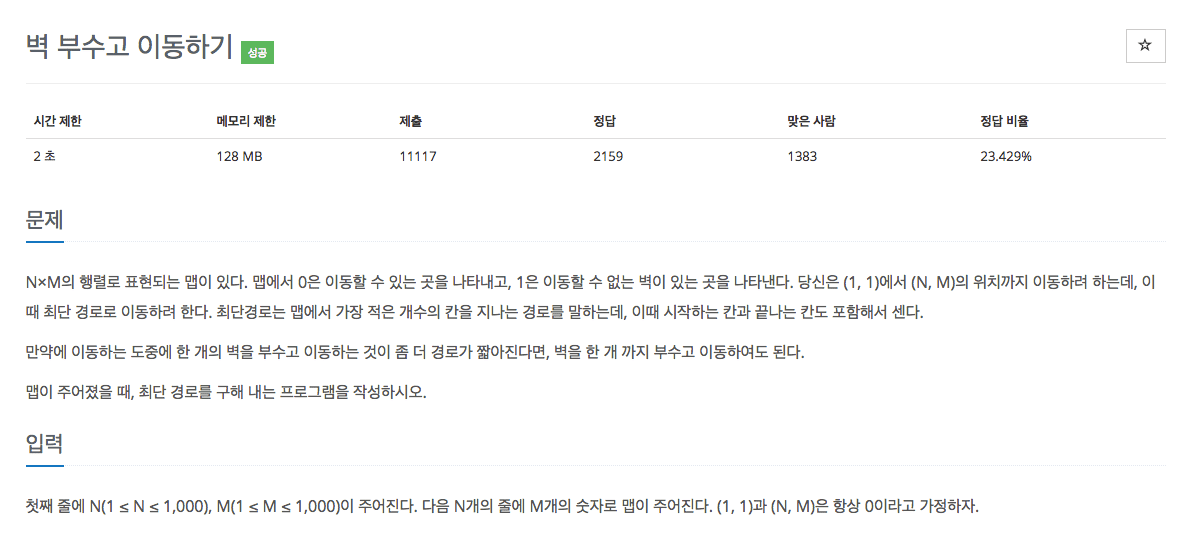 벽 부수고 이동하기 성공
시간 제한 메모리 제한 제출 정답 맞은 사람 정답 비율
2 초 128 MB 11117 2159 1383 23.429%
문제
N×M의 행렬로 표현되는 맵이 있다. 맵에서 0은 이동할 수 있는 곳을 나타내고, 1은 이동할 수 없는 벽이 있는 곳을 나타낸다. 당신은 (1, 1)에서 (N, M)의 위치까지 이동하려 하는데, 이
때 최단 경로로 이동하려 한다. 최단경로는 맵에서 가장 적은 개수의 칸을 지나는 경로를 말하는데, 이때 시작하는 칸과 끝나는 칸도 포함해서 센다.
만약에 이동하는 도중에 한 개의 벽을 부수고 이동하는 것이 좀 더 경로가 짧아진다면, 벽을 한 개 까지 부수고 이동하여도 된다.
맵이 주어졌을 때, 최단 경로를 구해 내는 프로그램을 작성하시오.
입력
첫째 줄에 N(1 ≤ N ≤ 1,000), M(1 ≤ M ≤ 1,000)이 주어진다. 다음 N개의 줄에 M개의 숫자로 맵이 주어진다. (1, 1)과 (N, M)은 항상 0이라고 가정하자.